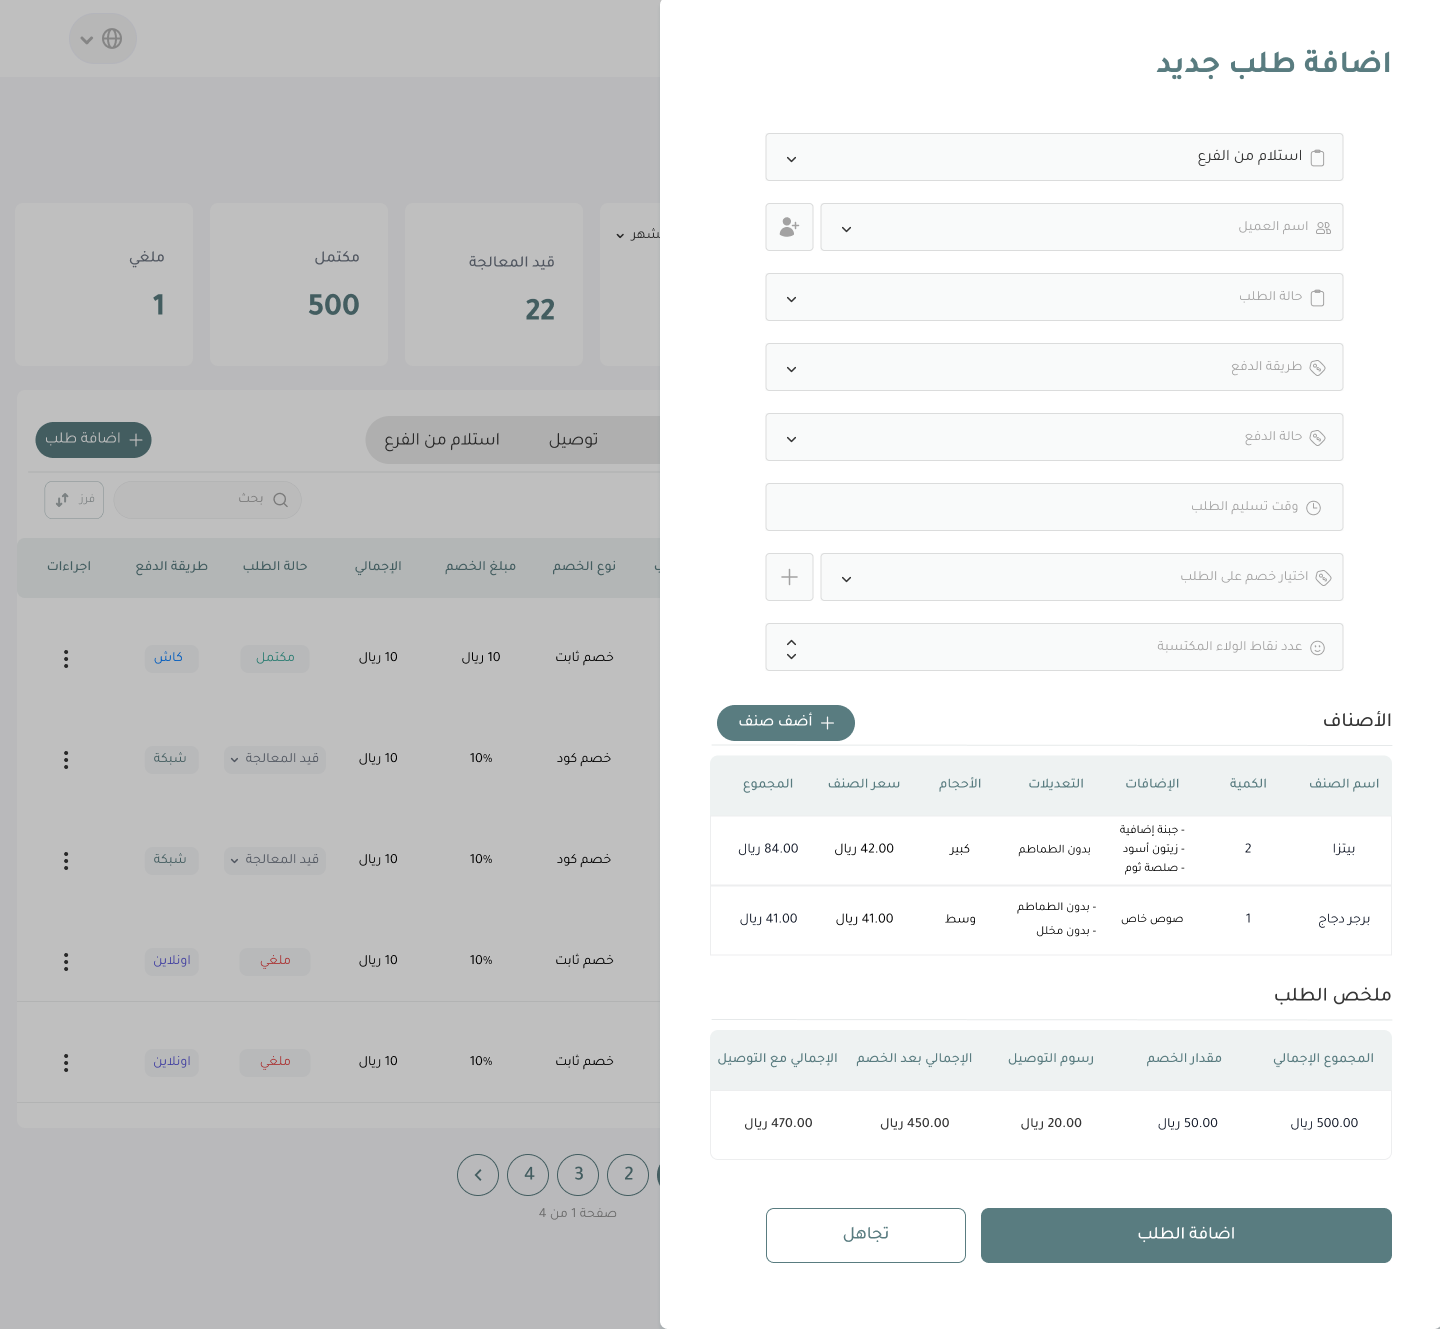 اضافة طلب جديد
استلام من الفرع
اسم العميل
حالة الطلب
طريقة الدفع
حالة الدفع
وقت تسليم الطلب
اختيار خصم على الطلب
عدد نقاط الولاء المكتسبة
الأصناف
أضف صنف
اسم الصنف الكمية الإضافات التعديلات الأحجام سعر الصنف المجموع
بيتزا 2 - جبنة إضافية
- زيتون أسود
- صلصة ثوم
بدون الطماطم كبير 42.00 ريال 84.00 ريال
برجر دجاج 1 صوص خاص - بدون الطماطم
- بدون مخلل
وسط 41.00 ريال 41.00 ريال
ملخص الطلب
المجموع الإجمالي مقدار الخصم رسوم التوصيل الإجمالي بعد الخصم الإجمالي مع التوصيل
500.00 ريال 50.00 ريال 20.00 ريال 450.00 ريال 470.00 ريال
اضافة الطلب
تجاهل
قيد المعالجة
22
مكتمل
500
ملغي
1
توصيل
استلام من الفرع
اضافة طلب
بحث
فرز
نوع الخصم مبلغ الخصم الإجمالي حالة الطلب طريقة الدفع اجراءات
خصم ثابت 10 ريال 10 ريال مكتمل كاش
خصم كود 10% 10 ريال قيد المعالجة شبكة
خصم كود 10% 10 ريال قيد المعالجة شبكة
خصم ثابت 10% 10 ريال ملغي اونلاين
خصم ثابت 10% 10 ريال ملغي اونلاين
2 3 4
صفحة 1 من 4